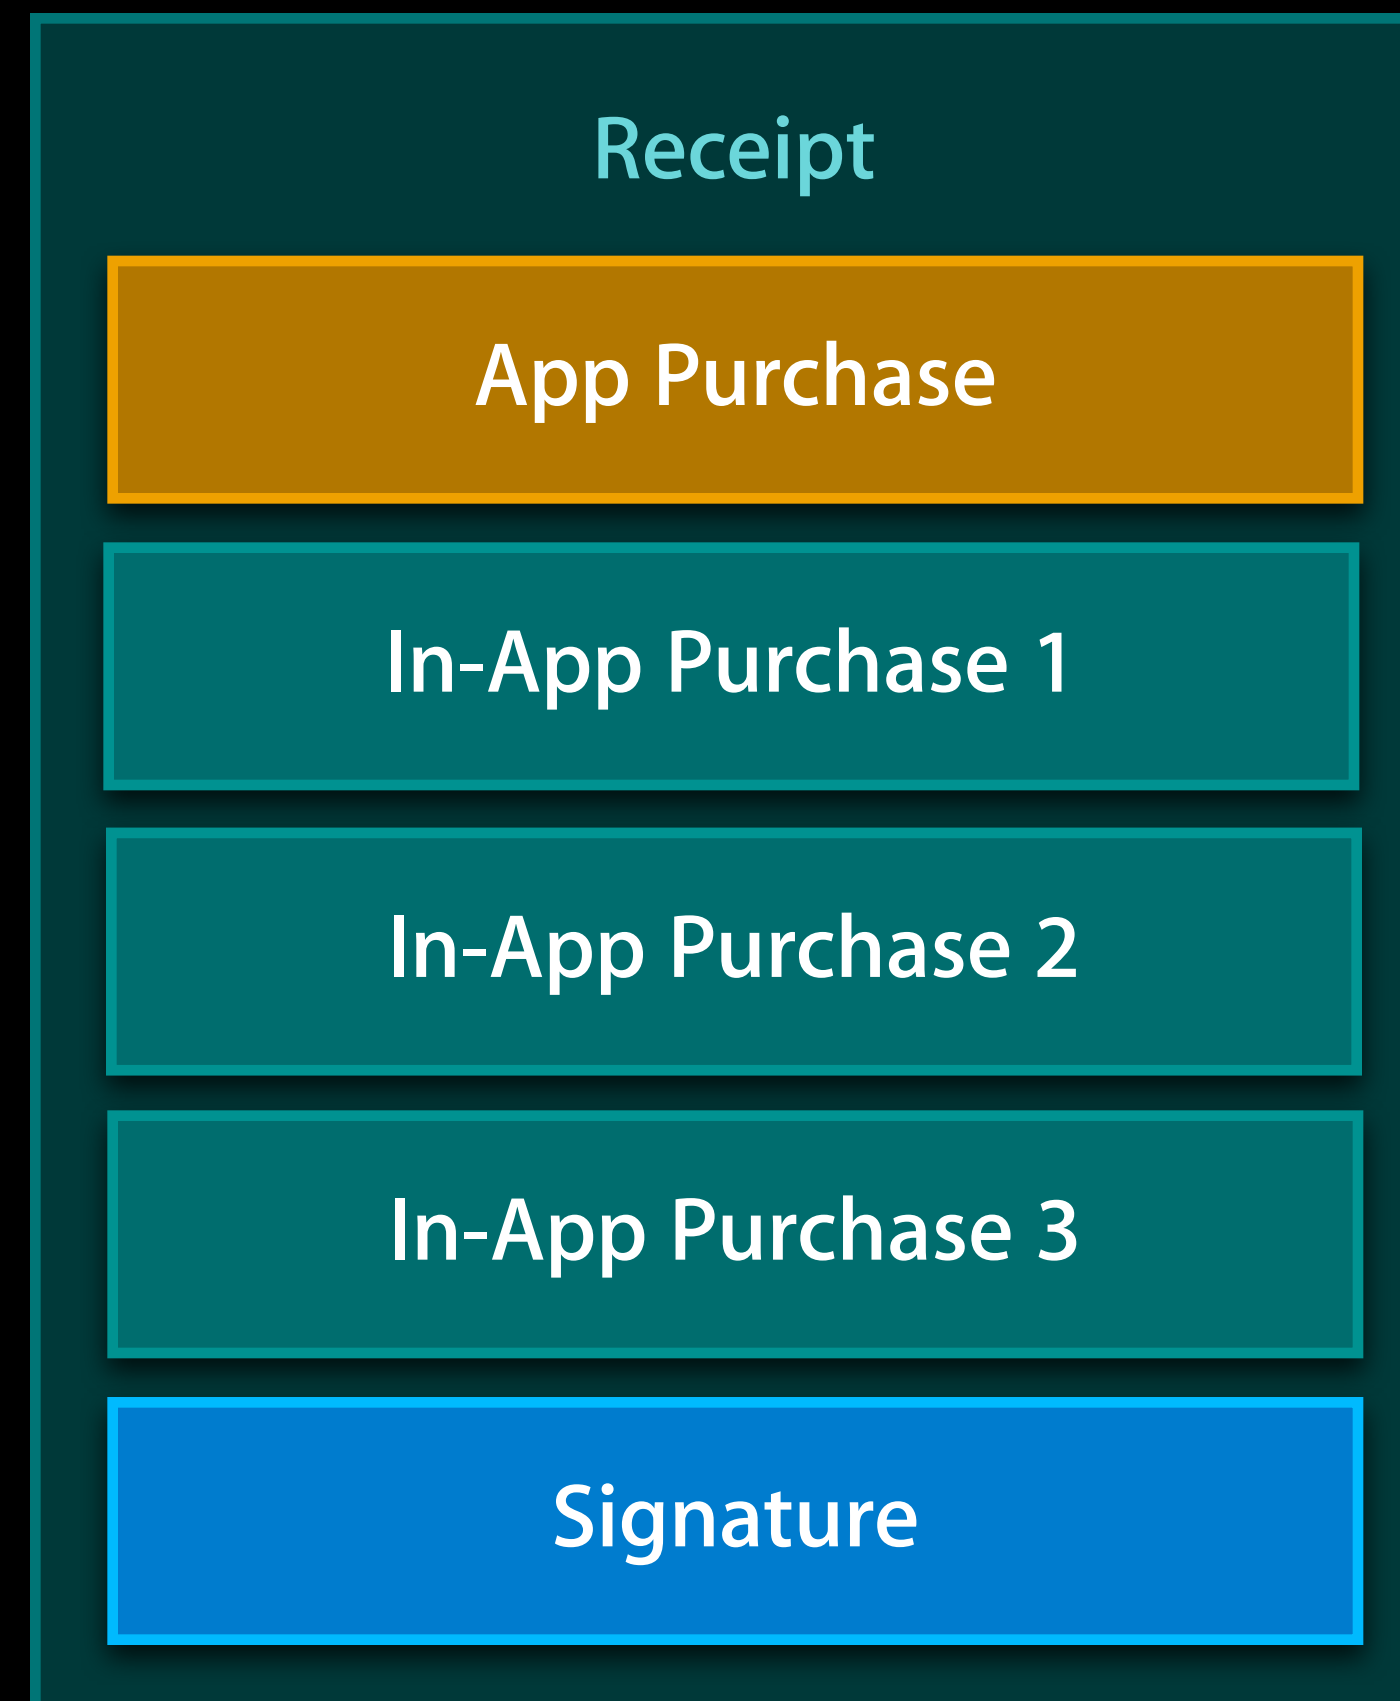 Receipt
App Purchase
In-App Purchase 1
In-App Purchase 2
In-App Purchase 3
Signature